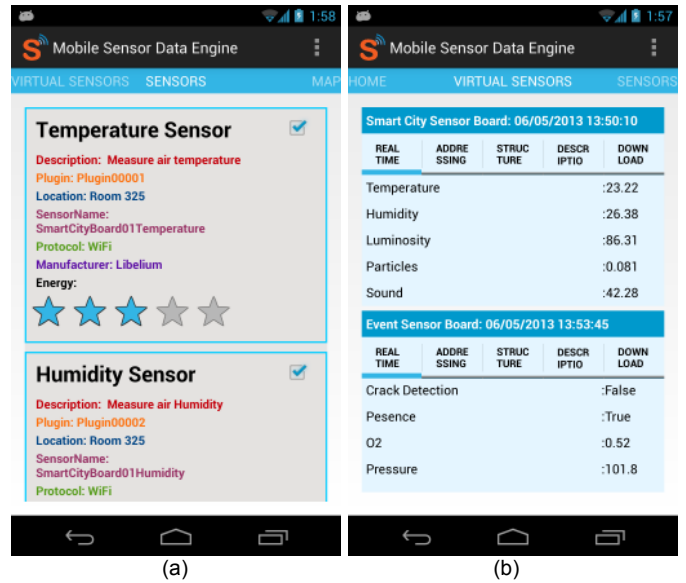 1:58
S Mobile Sensor Data Engine
VIRTUAL SENSORS SENSORS MAP
Temperature Sensor
Description: Measure air temperature
Plugin: Plugin00001
Location: Room 325
SensorName:
SmartCityBoard01Temperature
Protocol: WiFi
Manufacturer: Libelium
Energy:
Humidity Sensor
Description: Measure air Humidity
Plugin: Plugin00002
Location: Room 325
SensorName:
SmartCityBoard01Humidity
Protocol: WiFi
(a)
1:57
S Mobile Sensor Data Engine
HOME VIRTUAL SENSORS SENSORS
Smart City Sensor Board: 06/05/2013 13:50:10
REAL ADDRE STRUC DESCR DOWN
TIME SSING TURE IPTIO LOAD
Temperature :23.22
Humidity :26.38
Luminosity :86.31
Particles :0.081
Sound :42.28
Event Sensor Board: 06/05/2013 13:53:45
REAL ADDRE STRUC DESCR DOWN
TIME SSING TURE IPTIO LOAD
Crack Detection :False
Pesence :True
O2 :0.52
Pressure :101.8
(b)